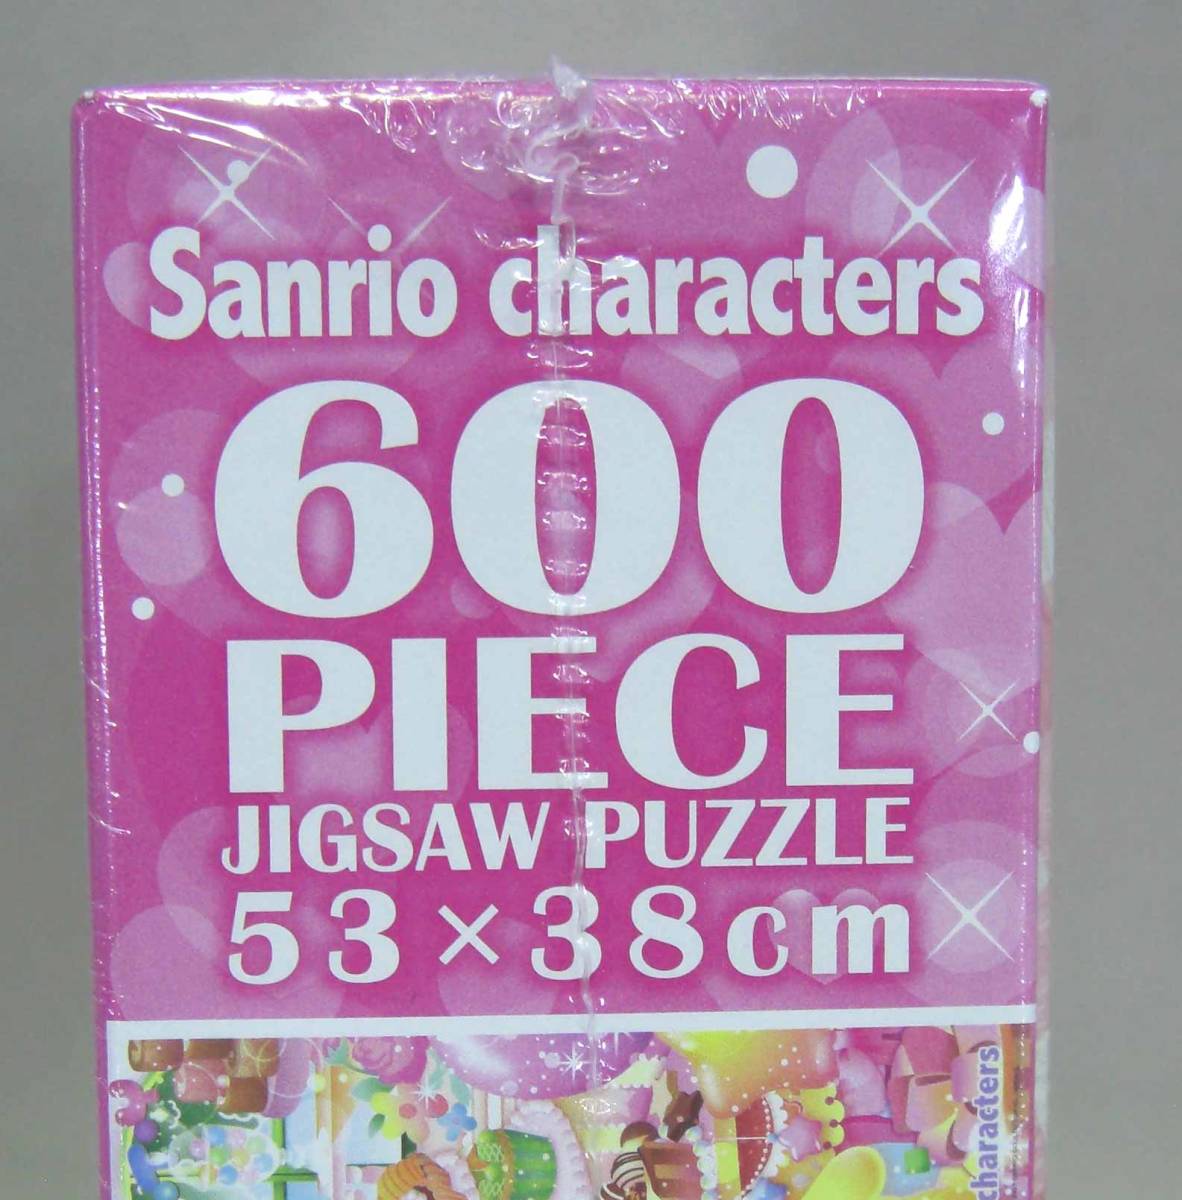 Sanrio characters
600
PIECE
JIGSAW PUZZLE
53×38cm
characters